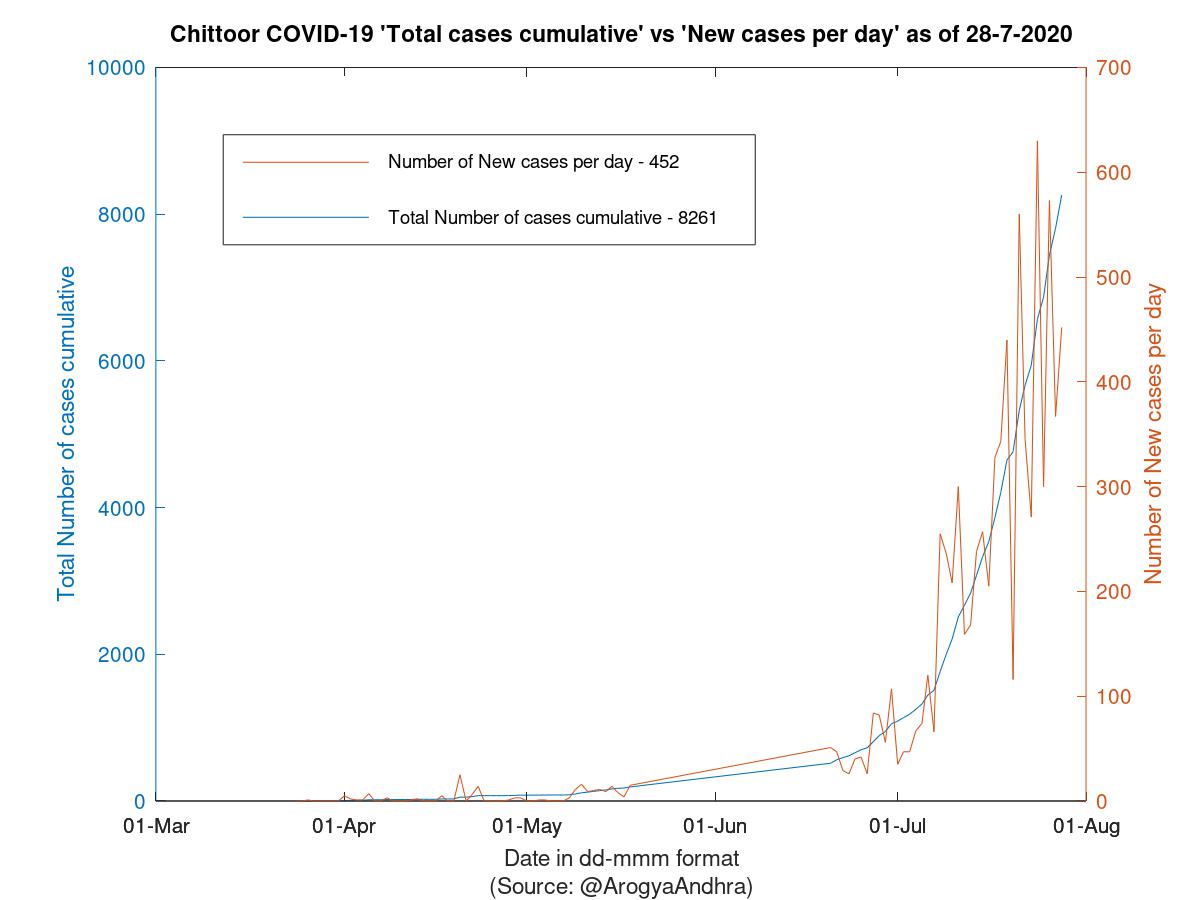 Chittoor COVID-19 'Total cases cumulative' vs 'New cases per day' as of 28-7-2020
10000
8000
6000
4000
2000
0
Total Number of cases cumulative
Number of New cases per day - 452
Total Number of cases cumulative - 8261
700
600
500
400
300
200
100
0
Number of New cases per day
01-Mar
01-Apr
01-May
01-Jun
01-Jul
01-Aug
Date in dd-mmm format
(Source: @ArogyaAndhra)